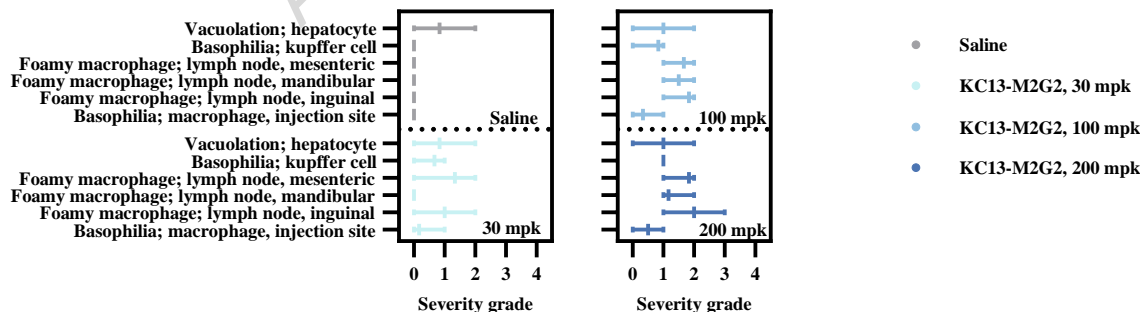 Vacuolation; hepatocyte
Basophilia; kupffer cell
Foamy macrophage; lymph node, mesenteric
Foamy macrophage; lymph node, mandibular
Foamy macrophage; lymph node, inguinal
Basophilia; macrophage, injection site
Saline
100 mpk
Vacuolation; hepatocyte
Basophilia; kupffer cell
Foamy macrophage; lymph node, mesenteric
Foamy macrophage; lymph node, mandibular
Foamy macrophage; lymph node, inguinal
Basophilia; macrophage, injection site
30 mpk
200 mpk
0 1 2 3 4
0 1 2 3 4
Severity grade
Severity grade
Saline
KC13-M2G2, 30 mpk
KC13-M2G2, 100 mpk
KC13-M2G2, 200 mpk